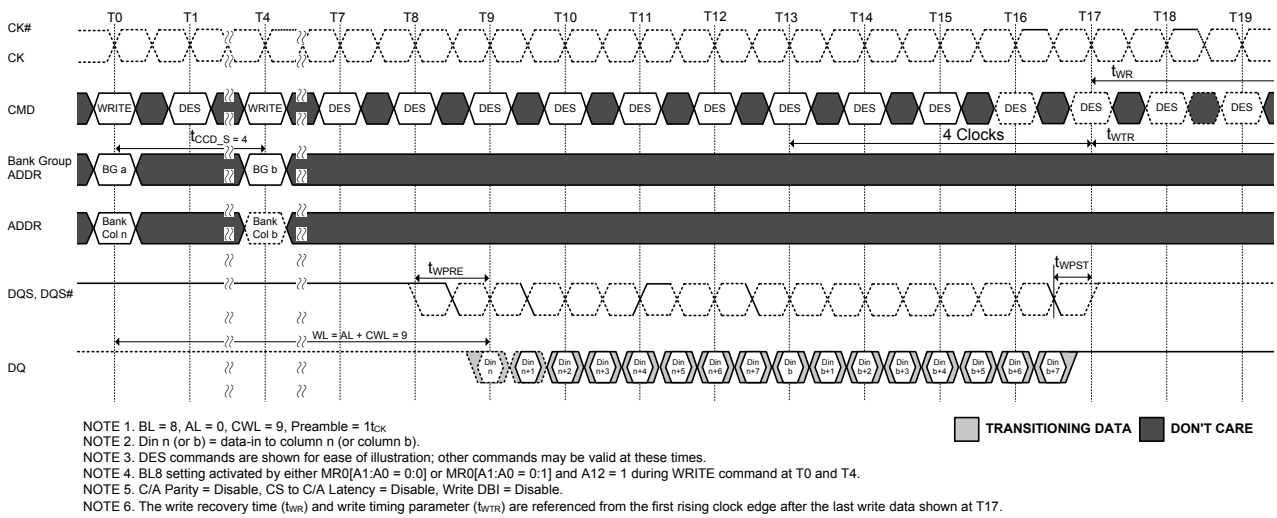 T0 T1 T4 T7 T8 T9 T10 T11 T12 T13 T14 T15 T16 T17 T18 T19
CK#
CK
tWR
CMD WRITE DES WRITE DES DES DES DES DES DES DES DES DES DES DES DES DES
tCCD_S = 4
4 Clocks
tWTR
Bank Group
ADDR
BG a BG b
ADDR
Bank Col n
Bank Col b
tWPRE
tWPST
DQS, DQS#
WL = AL + CWL = 9
DQ
Din n
Din n+1
Din n+2
Din n+3
Din n+4
Din n+5
Din n+6
Din n+7
Din b
Din b+1
Din b+2
Din b+3
Din b+4
Din b+5
Din b+6
Din b+7
NOTE 1. BL = 8, AL = 0, CWL = 9, Preamble = 1tCK
NOTE 2. Din n (or b) = data-in to column n (or column b).
NOTE 3. DES commands are shown for ease of illustration; other commands may be valid at these times.
NOTE 4. BL8 setting activated by either MR0[A1:A0 = 0:0] or MR0[A1:A0 = 0:1] and A12 = 1 during WRITE command at T0 and T4.
NOTE 5. C/A Parity = Disable, CS to C/A Latency = Disable, Write DBI = Disable.
NOTE 6. The write recovery time (tWR) and write timing parameter (tWTR) are referenced from the first rising clock edge after the last write data shown at T17.
TRANSITIONING DATA
DON'T CARE